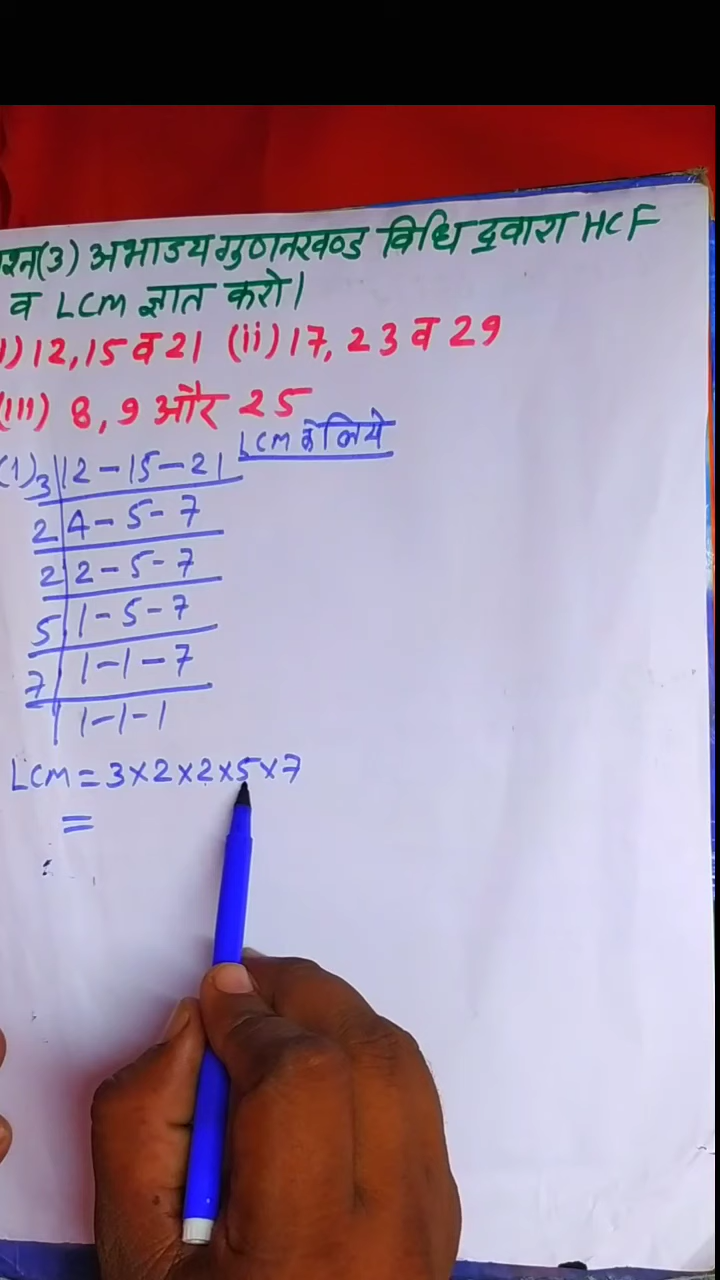 श्न(3) अभाज्य गुणनखण्ड विधि द्वारा HCF
व LCM ज्ञात करो।
i) 12, 15 व 21 (ii) 17, 23 व 29
(iii) 8, 9 और 25
LCM के लिये
(1) 3 | 12 - 15 - 21
2 | 4 - 5 - 7
2 | 2 - 5 - 7
5 | 1 - 5 - 7
7 | 1 - 1 - 7
| 1 - 1 - 1
LCM = 3 × 2 × 2 × 5 × 7
=